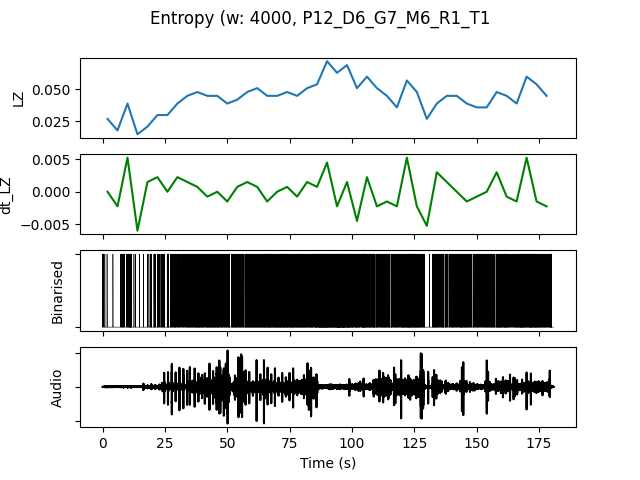 Entropy (w: 4000, P12_D6_G7_M6_R1_T1
LZ
0.050
0.025
dt_LZ
0.005
0.000
−0.005
Binarised
Audio
0
25
50
75
100
125
150
175
Time (s)